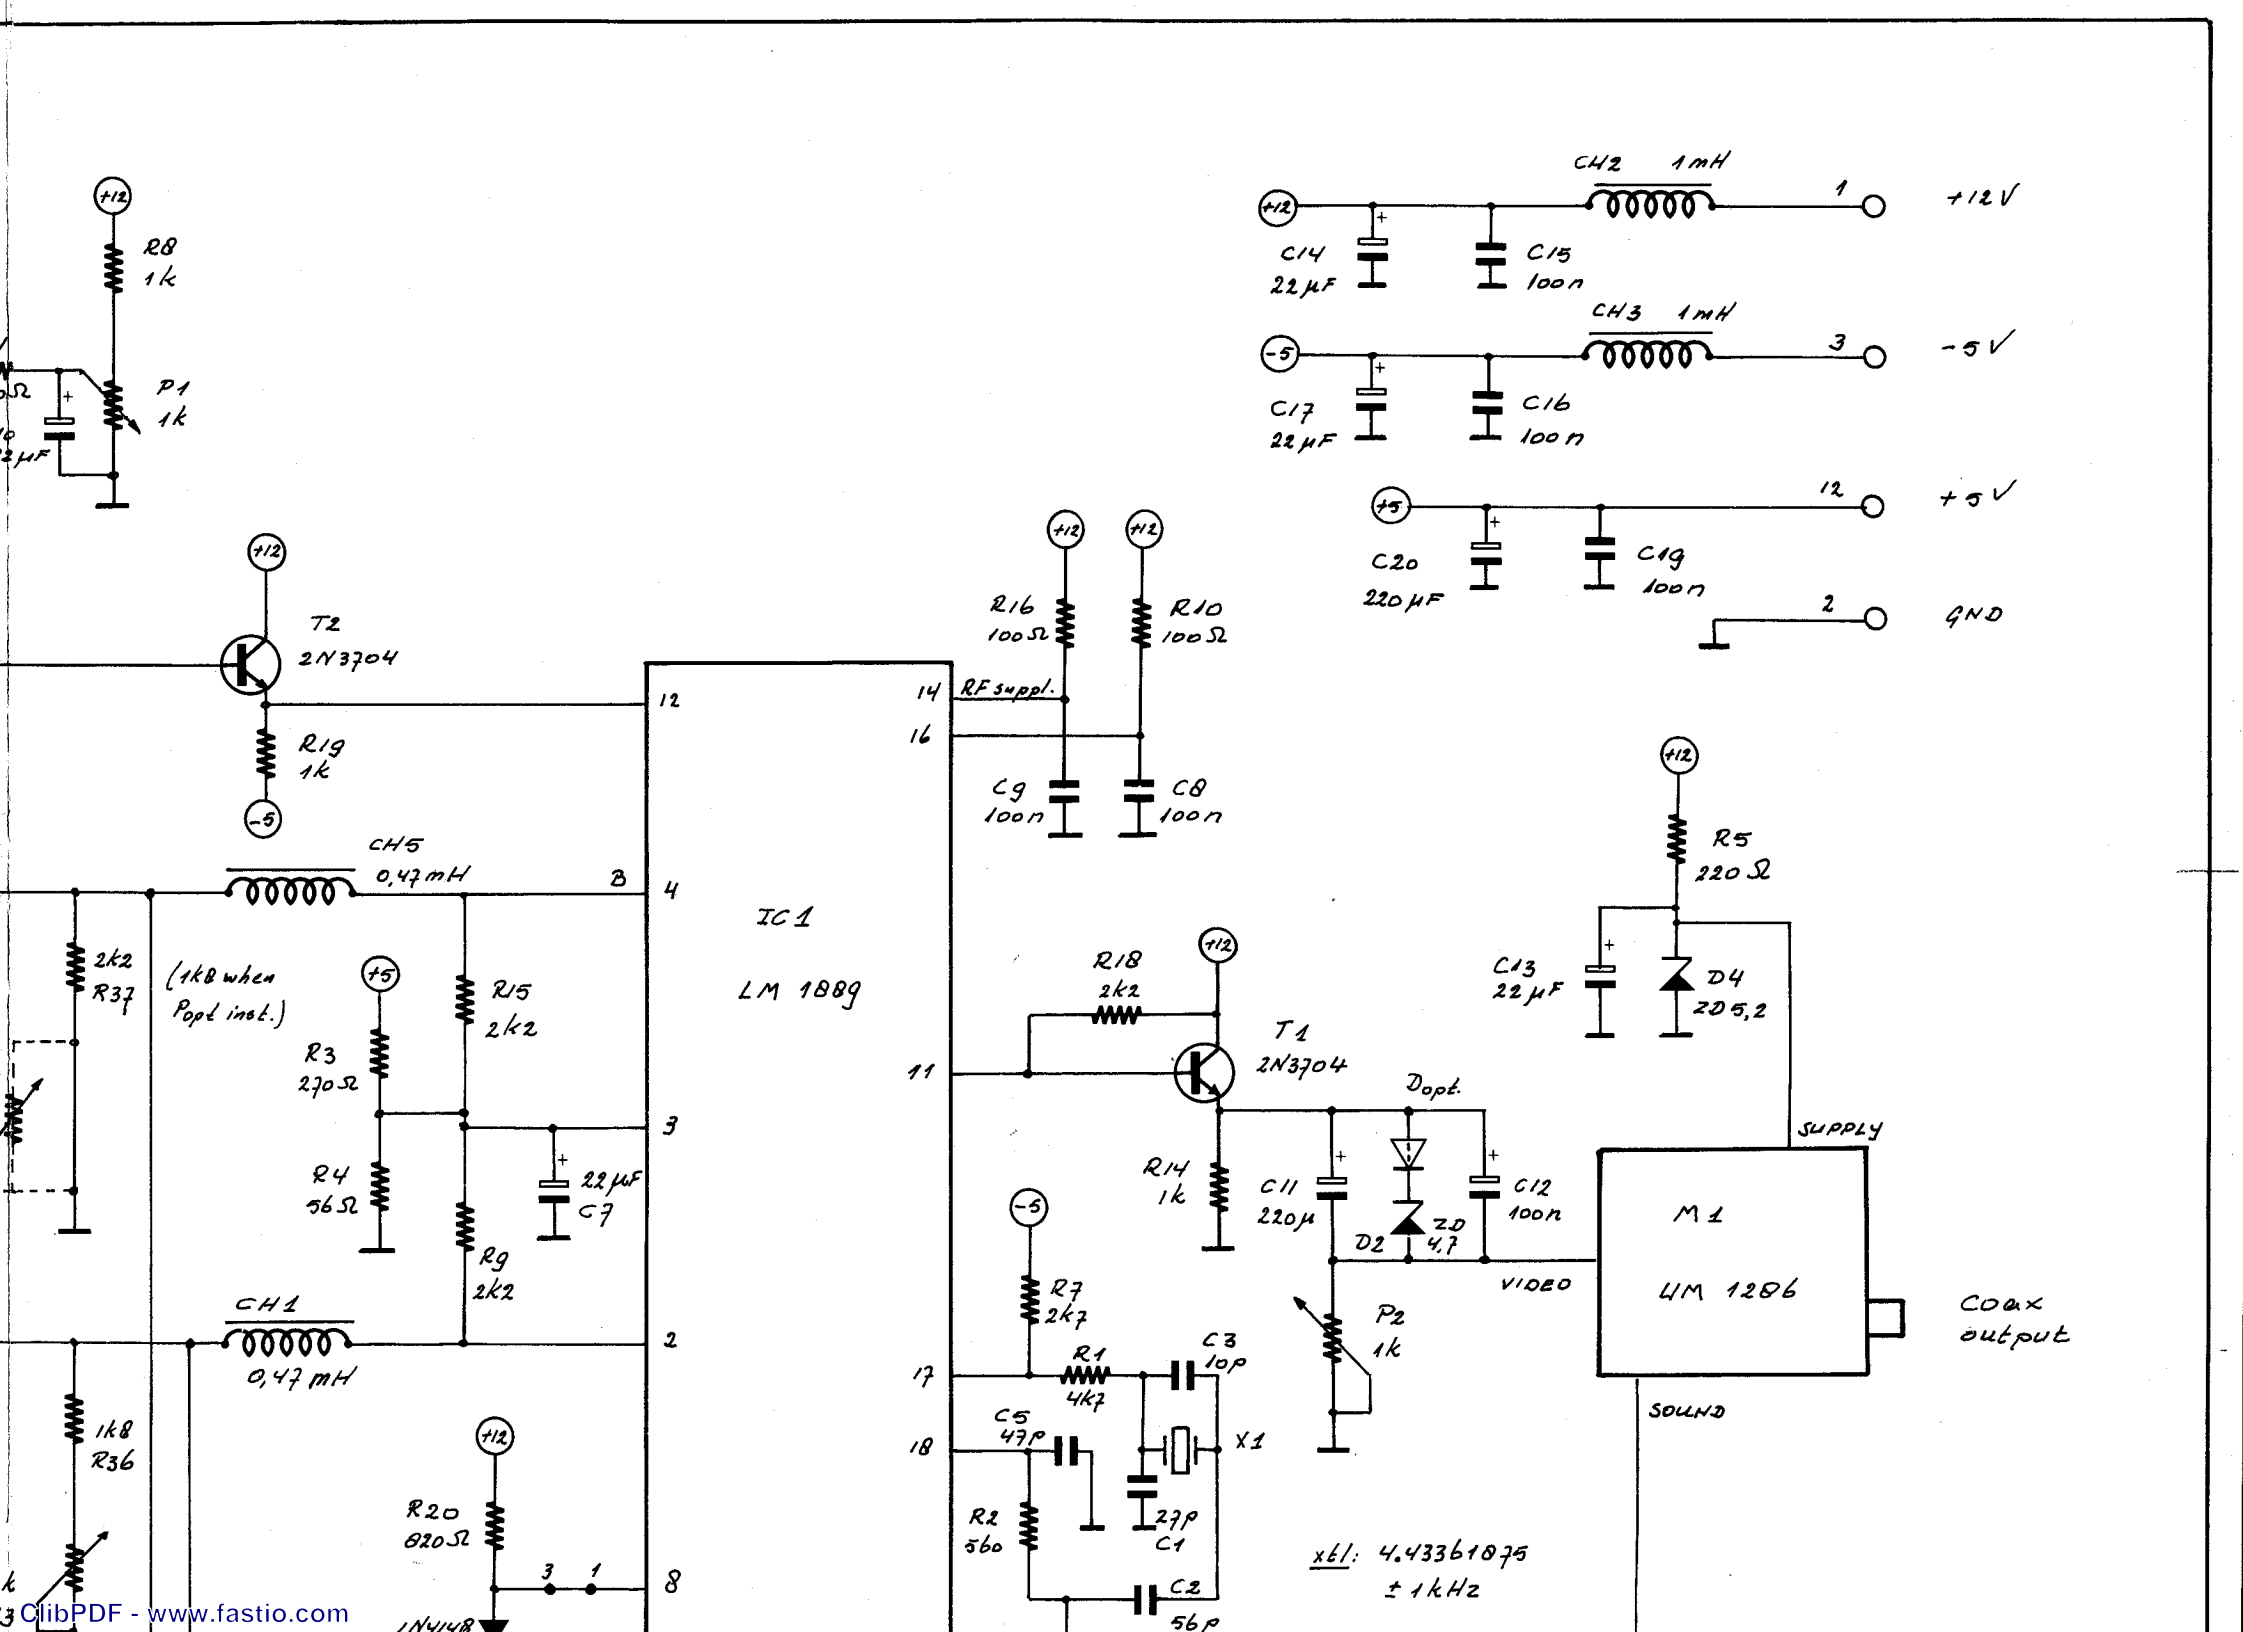 CH2 1mH
1
+12V
+12
+
C14
22µF
C15
100n
CH3 1mH
3
-5V
-5
+
C17
22µF
C16
100n
12
+5V
+5
+
C20
220µF
C19
100n
2
GND
+12
R8
1k
P1
1k
+
+12
T2
2N3704
R19
1k
-5
+12
+12
R16
100Ω
R10
100Ω
14
RF suppl.
16
C9
100n
C8
100n
12
CH5
0,47mH
B
4
IC1
LM 1889
2k2
R37
(1k8 when
Popt inst.)
+5
R15
2k2
R3
270Ω
3
R4
56Ω
+
22µF
C7
R9
2k2
CH1
0,47mH
2
1k8
R36
+12
R20
820Ω
3
1
8
1N4148
+12
R5
220Ω
+
C13
22µF
D4
ZD5,2
+12
R18
2k2
11
T1
2N3704
Dopt.
R14
1k
+
C11
220µ
D2
ZD
4.7
+
C12
100n
SUPPLY
M1
UM 1286
VIDEO
SOUND
Coax
output
P2
1k
-5
R7
2k7
17
R1
4k7
C3
10p
18
C5
47p
X1
R2
560
27p
C1
C2
56p
xtl: 4.43361875
± 1kHz
ClibPDF - www.fastio.com